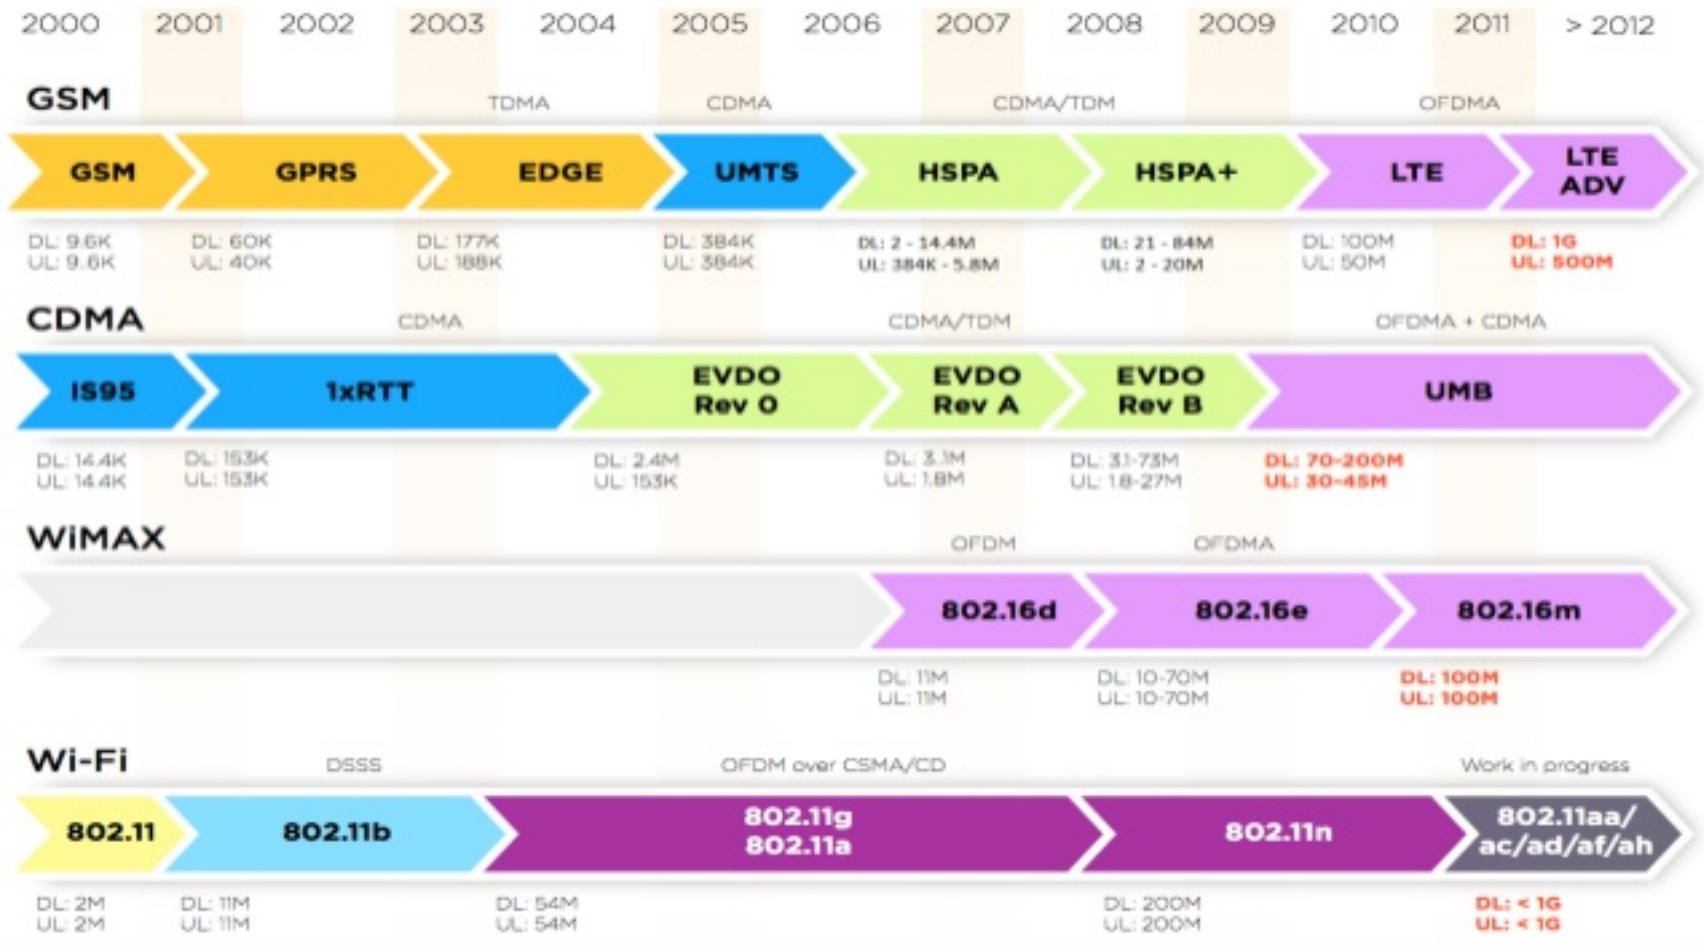 2000 2001 2002 2003 2004 2005 2006 2007 2008 2009 2010 2011 > 2012
GSM TDMA CDMA CDMA/TDM OFDMA
GSM GPRS EDGE UMTS HSPA HSPA+ LTE LTE
ADV
DL: 9.6K DL: 60K DL: 177K DL: 384K DL: 2 - 14.4M DL: 21 - 84M DL: 100M DL: 1G
UL: 9.6K UL: 40K UL: 188K UL: 384K UL: 384K - 5.8M UL: 2 - 20M UL: 50M UL: 500M
CDMA CDMA CDMA/TDM OFDMA + CDMA
IS95 1xRTT EVDO EVDO EVDO UMB
Rev 0 Rev A Rev B
DL: 14.4K DL: 153K DL: 2.4M DL: 3.1M DL: 3.1-73M DL: 70-200M
UL: 14.4K UL: 153K UL: 153K UL: 1.8M UL: 1.8-27M UL: 30-45M
WiMAX OFDM OFDMA
802.16d 802.16e 802.16m
DL: 11M DL: 10-70M DL: 100M
UL: 11M UL: 10-70M UL: 100M
Wi-Fi DSSS OFDM over CSMA/CD Work in progress
802.11 802.11b 802.11g 802.11n 802.11aa/
802.11a ac/ad/af/ah
DL: 2M DL: 11M DL: 54M DL: 200M DL: < 1G
UL: 2M UL: 11M UL: 54M UL: 200M UL: < 1G